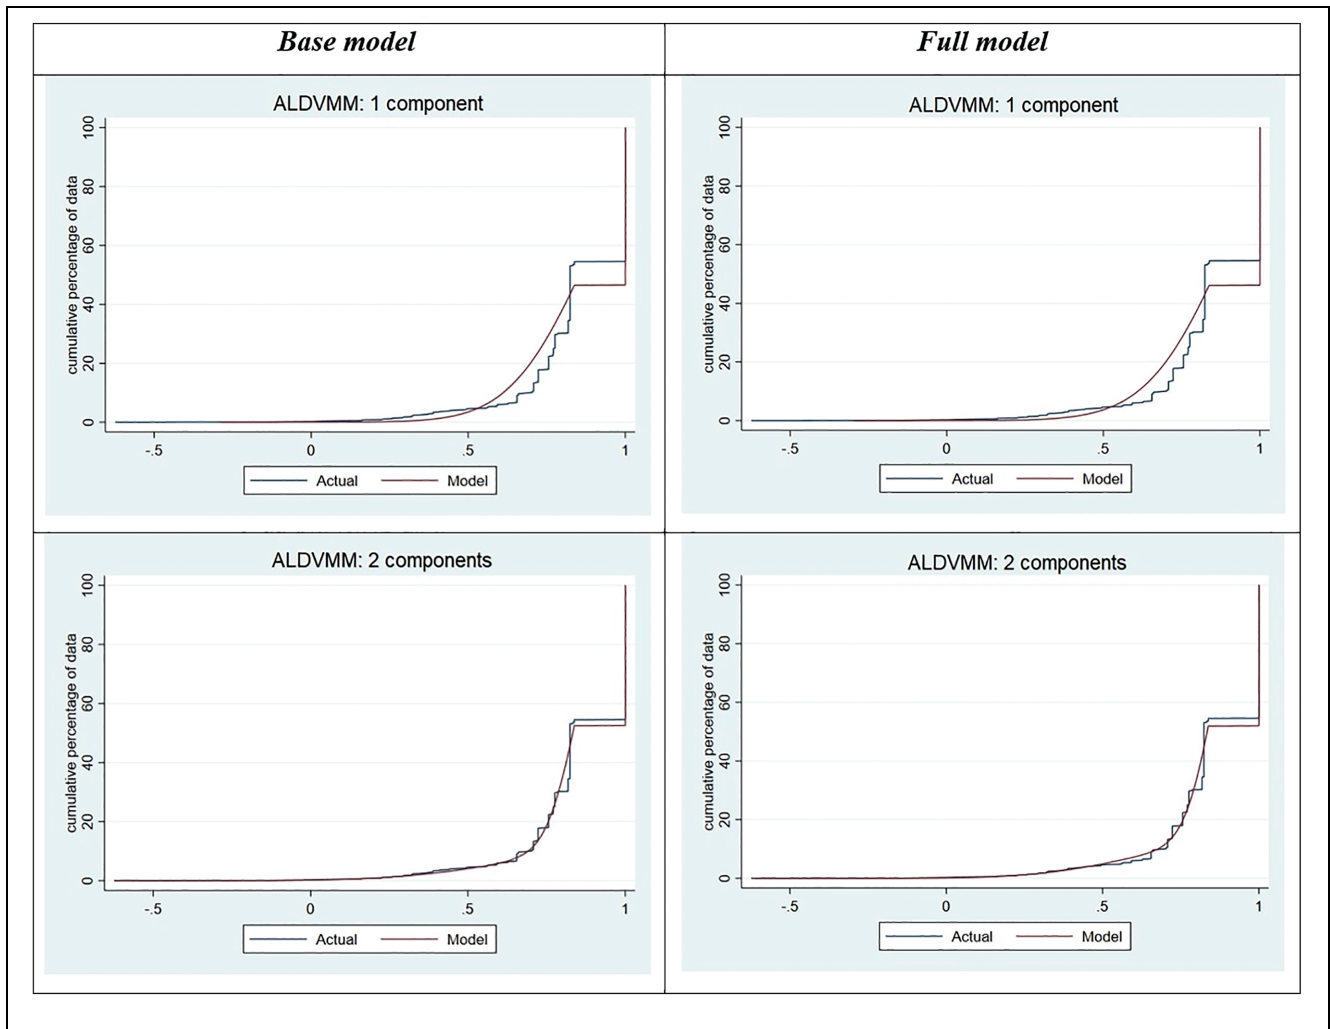 Base model
Full model
ALDVMM: 1 component
cumulative percentage of data
100
80
60
40
20
0
-.5
0
.5
1
Actual
Model
ALDVMM: 1 component
cumulative percentage of data
100
80
60
40
20
0
-.5
0
.5
1
Actual
Model
ALDVMM: 2 components
cumulative percentage of data
100
80
60
40
20
0
-.5
0
.5
1
Actual
Model
ALDVMM: 2 components
cumulative percentage of data
100
80
60
40
20
0
-.5
0
.5
1
Actual
Model